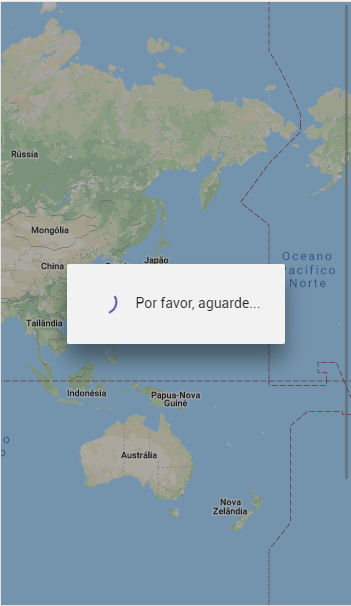 Rússia
Mongólia
China
Japão
Oceano
Pacífico
Norte
Por favor, aguarde...
Tailândia
Indonésia
Papua-Nova
Guiné
Austrália
Nova
Zelândia